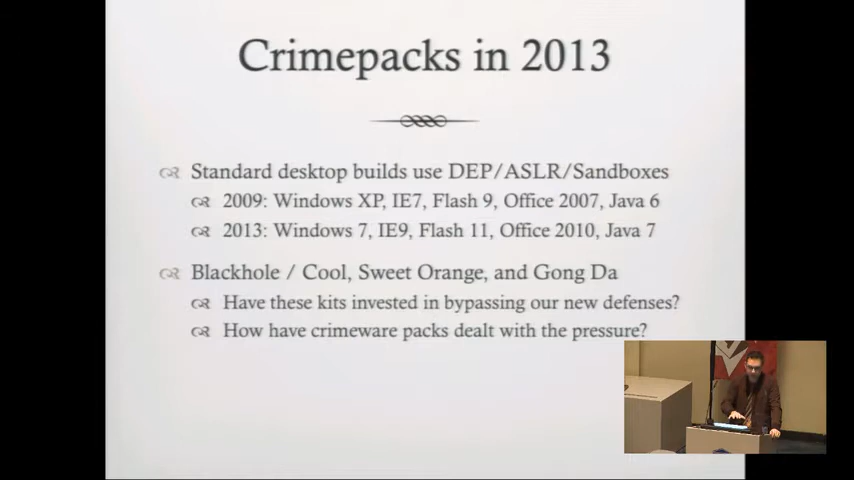 Crimepacks in 2013
Standard desktop builds use DEP/ASLR/Sandboxes
2009: Windows XP, IE7, Flash 9, Office 2007, Java 6
2013: Windows 7, IE9, Flash 11, Office 2010, Java 7
Blackhole / Cool, Sweet Orange, and Gong Da
Have these kits invested in bypassing our new defenses?
How have crimeware packs dealt with the pressure?